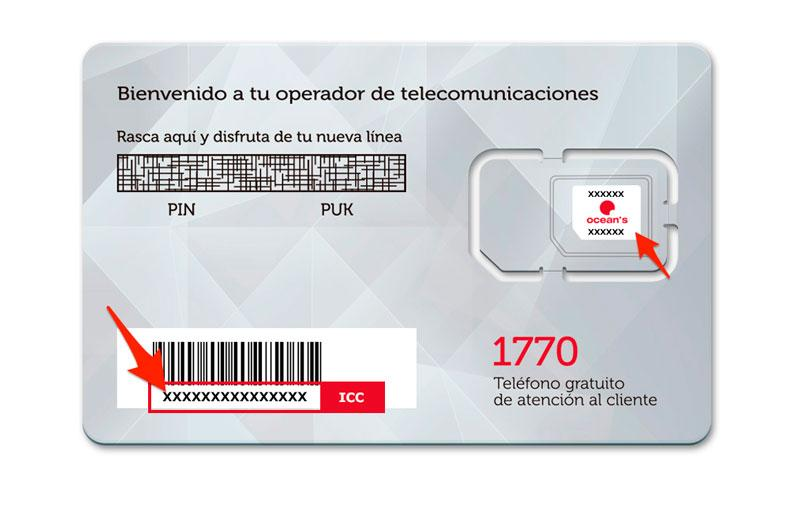 Bienvenido a tu operador de telecomunicaciones
Rasca aquí y disfruta de tu nueva línea
PIN PUK
XXXXXX
ocean's
XXXXXX
XXXXXXXXXXXXXXX ICC
1770
Teléfono gratuito
de atención al cliente